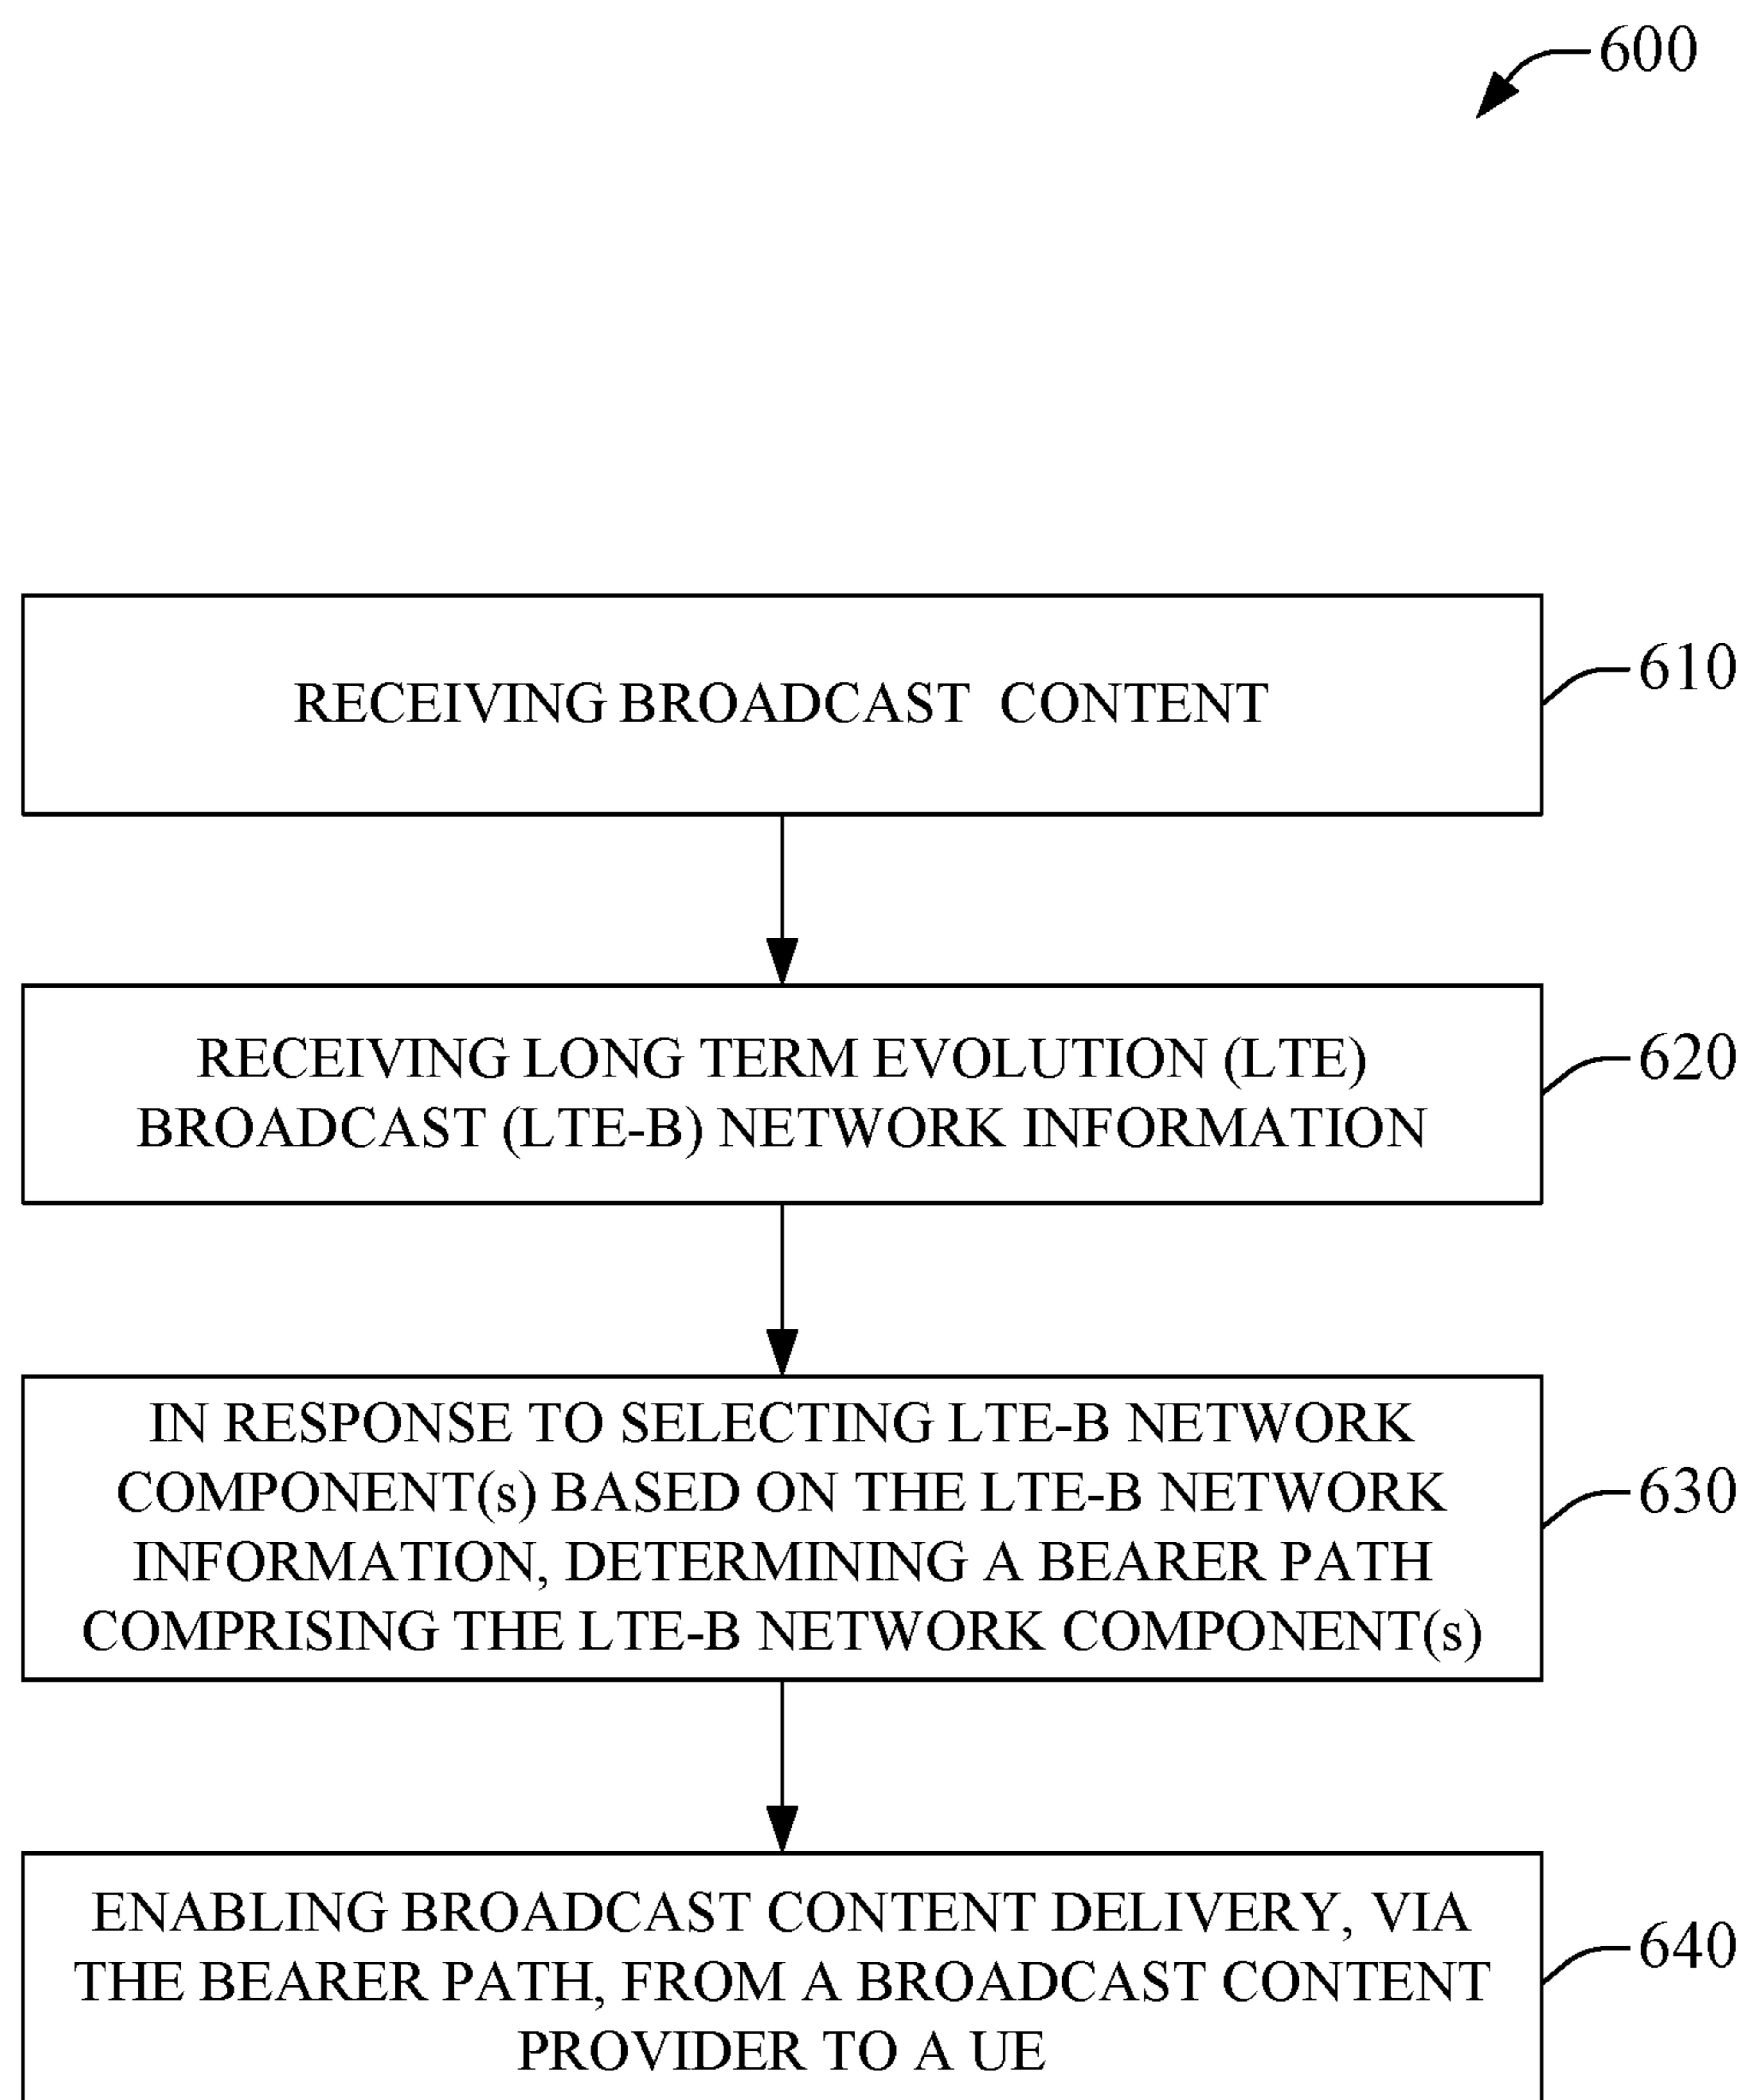 600
RECEIVING BROADCAST CONTENT
610
RECEIVING LONG TERM EVOLUTION (LTE)
BROADCAST (LTE-B) NETWORK INFORMATION
620
IN RESPONSE TO SELECTING LTE-B NETWORK
COMPONENT(s) BASED ON THE LTE-B NETWORK
INFORMATION, DETERMINING A BEARER PATH
COMPRISING THE LTE-B NETWORK COMPONENT(s)
630
ENABLING BROADCAST CONTENT DELIVERY, VIA
THE BEARER PATH, FROM A BROADCAST CONTENT
PROVIDER TO A UE
640